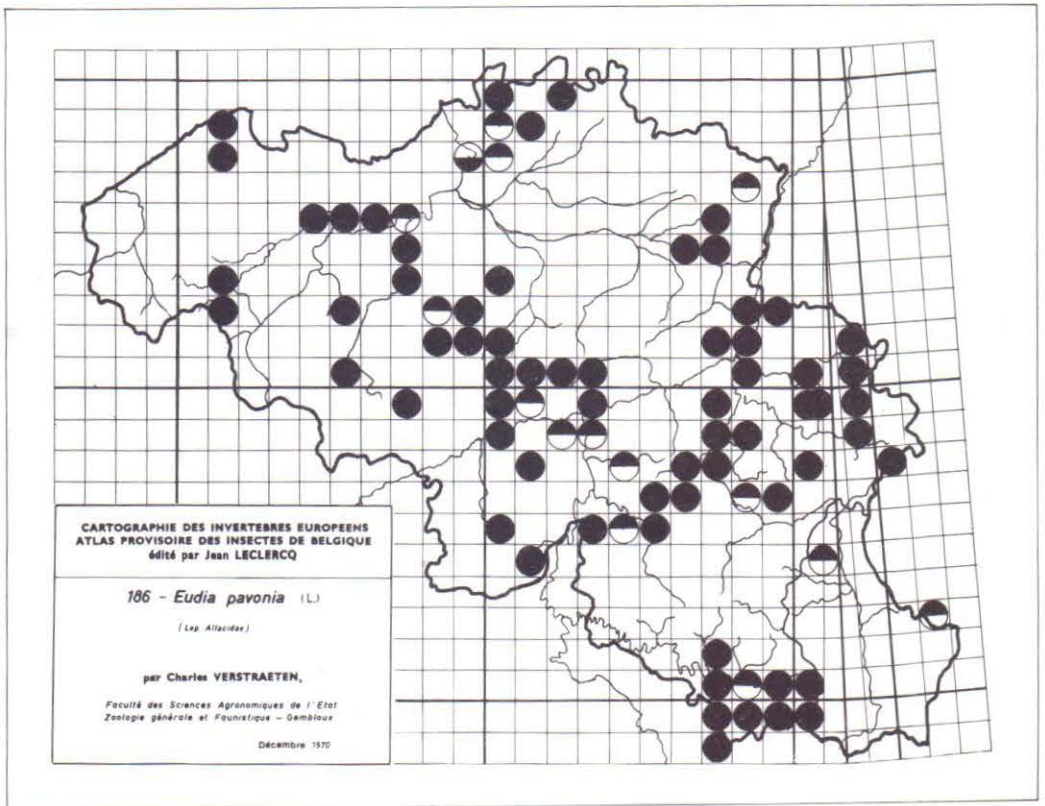 CARTOGRAPHIE DES INVERTEBRES EUROPEENS
ATLAS PROVISOIRE DES INSECTES DE BELGIQUE
édité par Jean LECLERCQ
186 - Eudia pavonia (L.)
(Lep. Attacidae)
par Charles VERSTRAETEN,
Faculté des Sciences Agronomiques de l'Etat
Zoologie générale et Faunistique - Gembloux
Décembre 1970